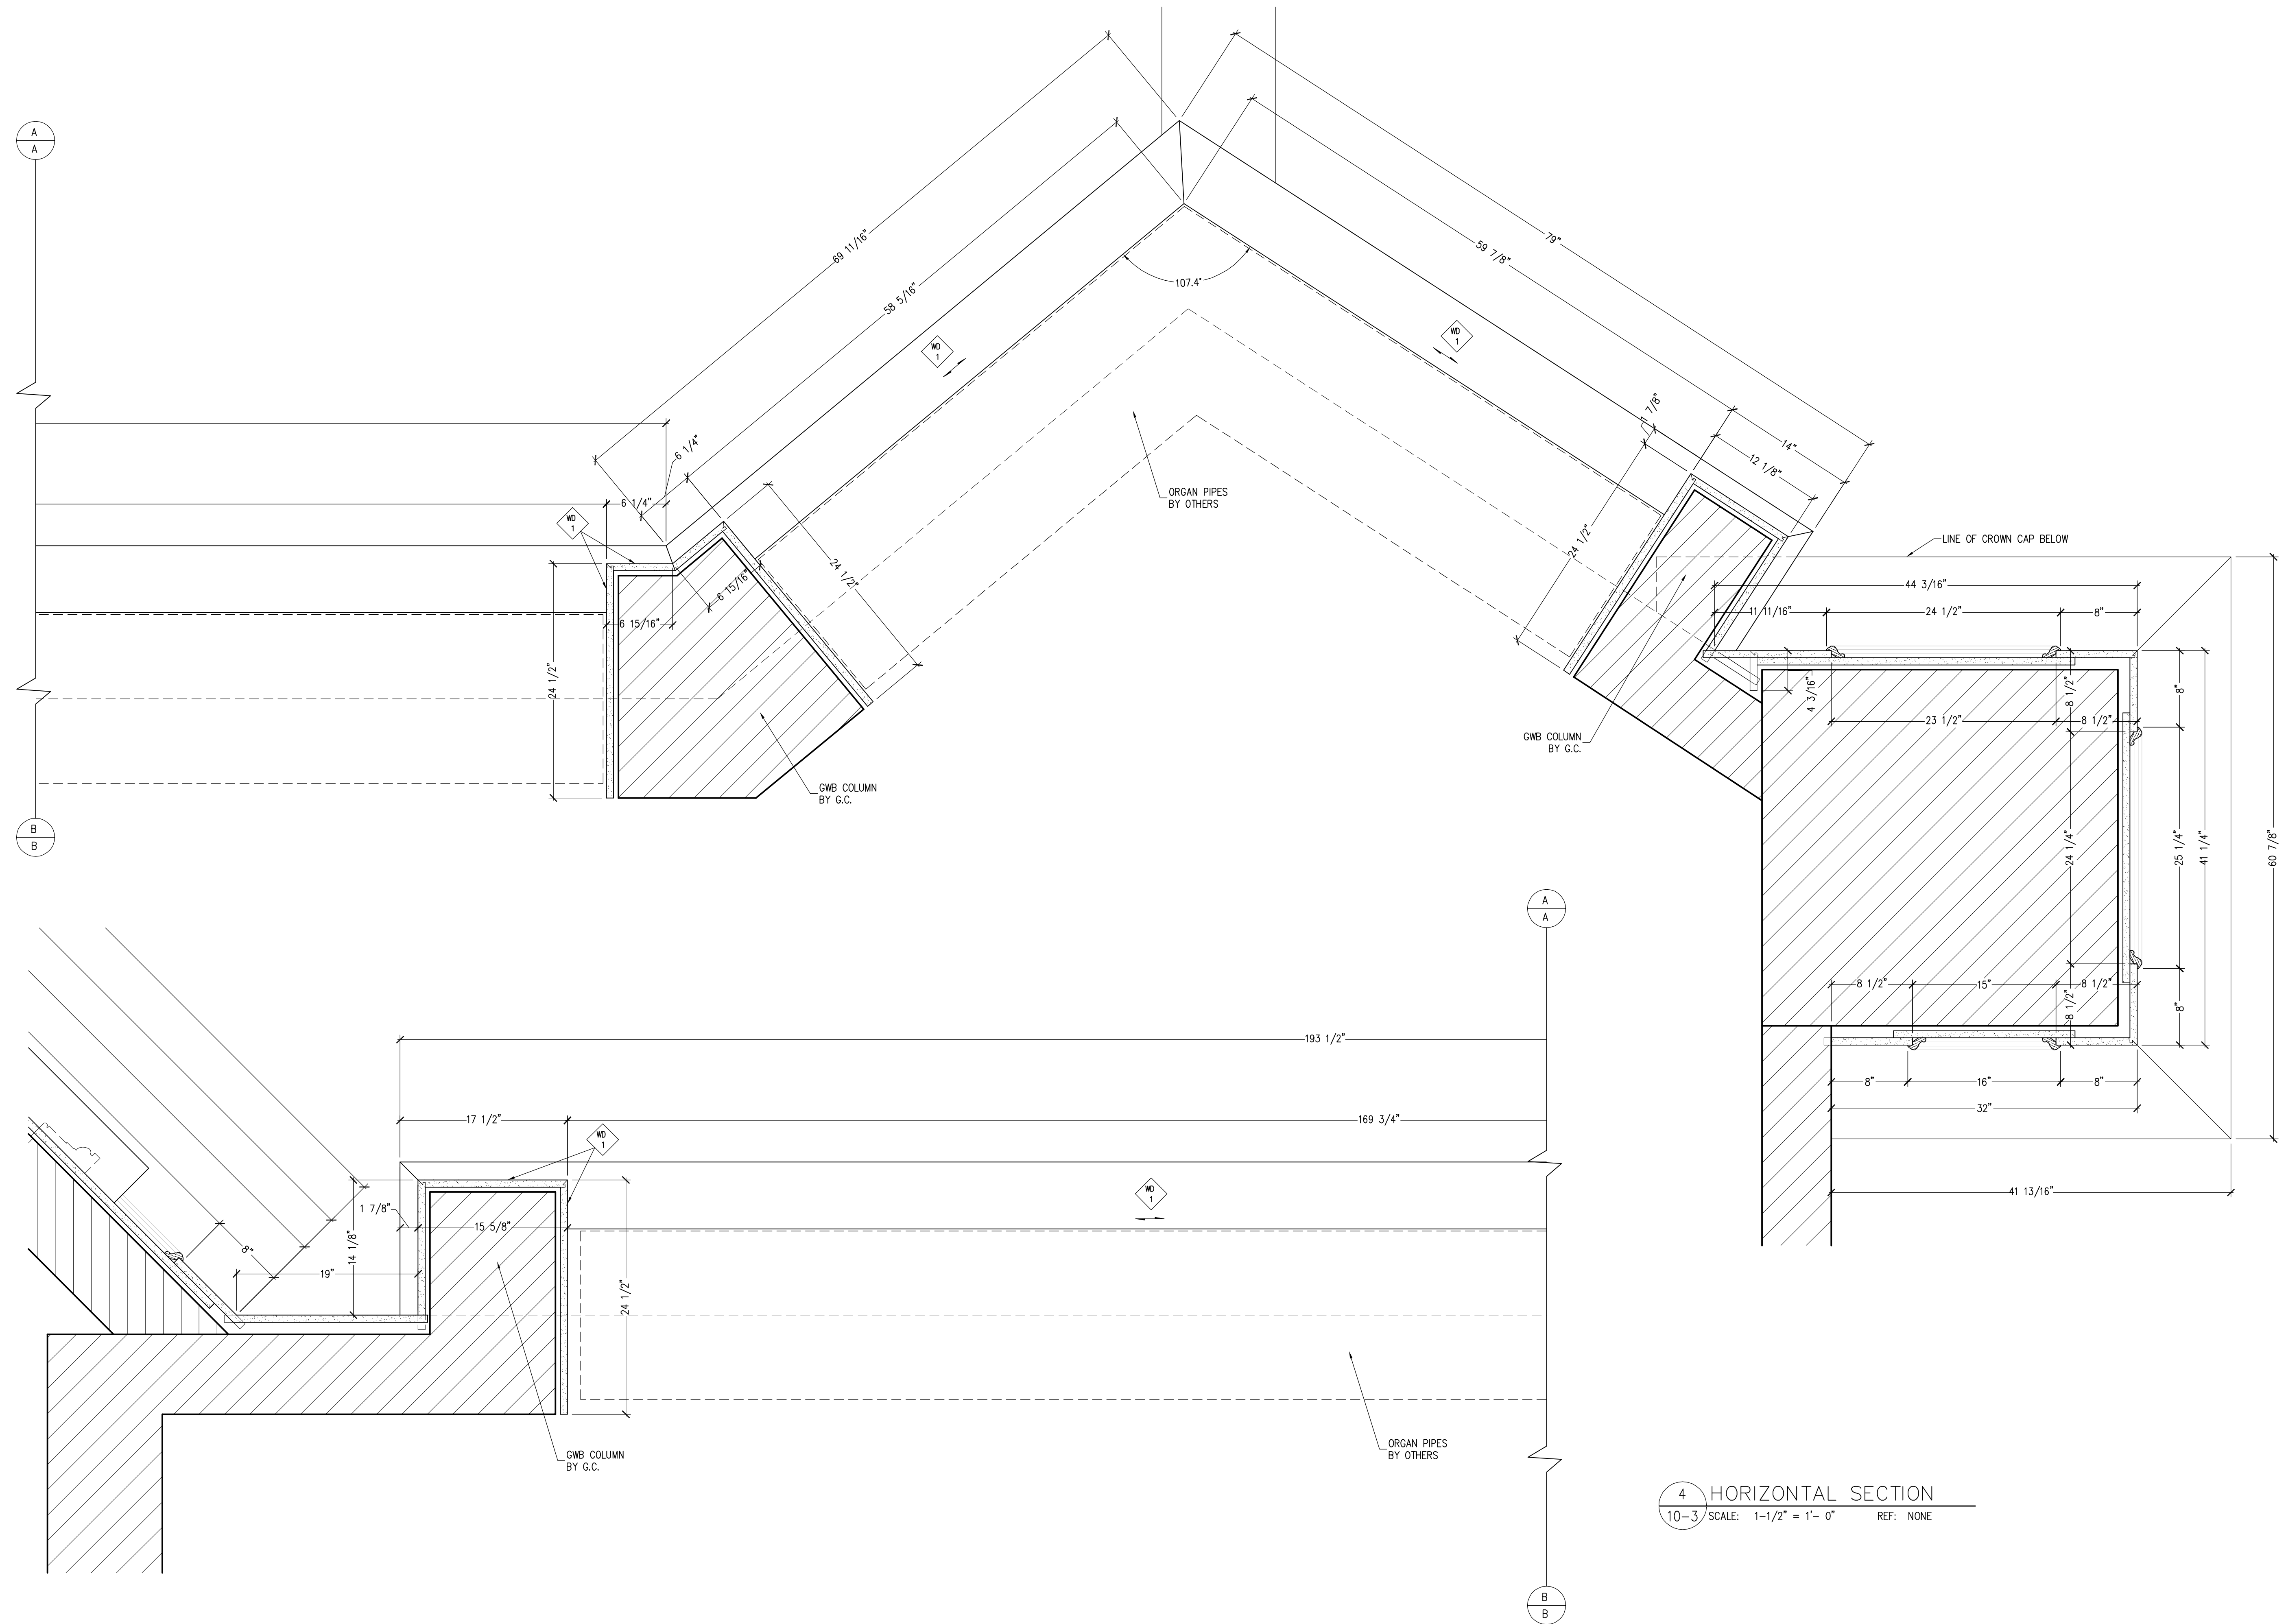 A
A
69 11/16"
58 5/16"
79"
59 7/8"
107.4°
WD
1
WD
1
1 7/8"
14"
12 1/8"
6 1/4"
6 1/4"
WD
1
ORGAN PIPES
BY OTHERS
24 1/2"
24 1/2"
6 15/16"
6 15/16"
24 1/2"
LINE OF CROWN CAP BELOW
44 3/16"
11 11/16"
24 1/2"
8"
4 3/16"
8 1/2"
8"
23 1/2"
8 1/2"
GWB COLUMN
BY G.C.
GWB COLUMN
BY G.C.
B
B
24 1/4"
25 1/4"
41 1/4"
60 7/8"
8 1/2"
15"
8 1/2"
8 1/2"
8"
8"
16"
8"
32"
41 13/16"
A
A
193 1/2"
17 1/2"
169 3/4"
WD
1
WD
1
1 7/8"
15 5/8"
14 1/8"
8"
19"
24 1/2"
GWB COLUMN
BY G.C.
ORGAN PIPES
BY OTHERS
B
B
4
10-3
HORIZONTAL SECTION
SCALE: 1-1/2" = 1'- 0" REF: NONE